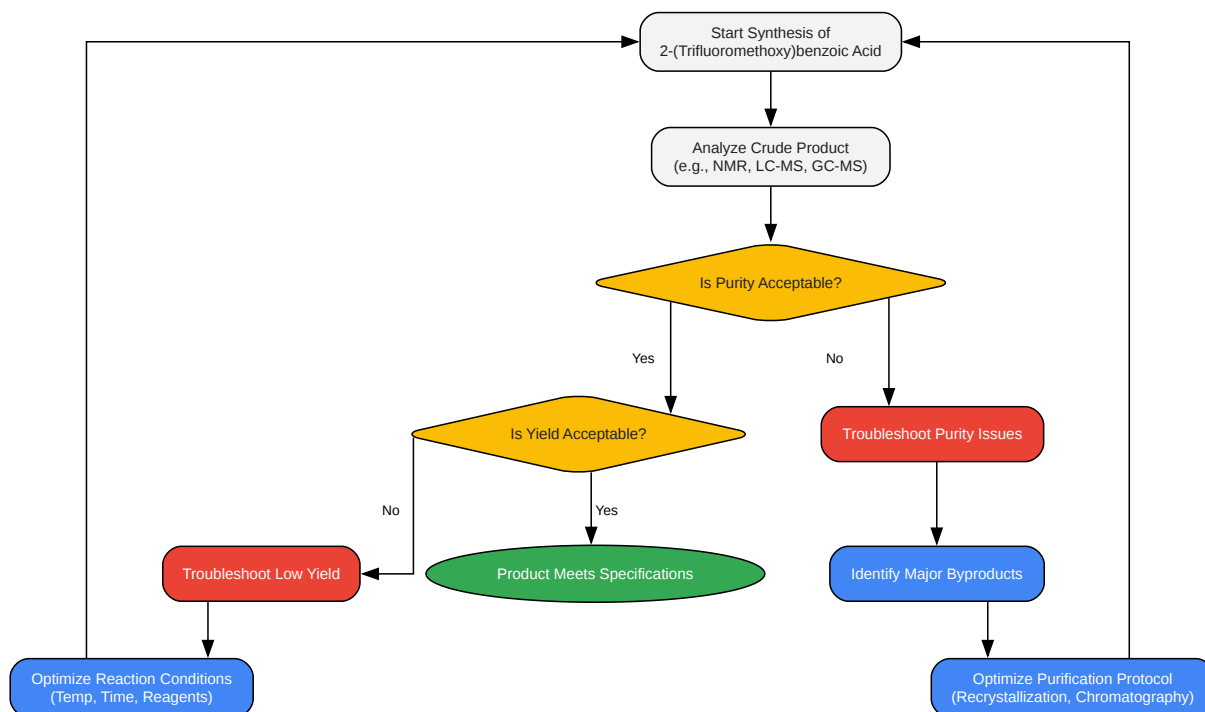 Start Synthesis of
2-(Trifluoromethoxy)benzoic Acid
Analyze Crude Product
(e.g., NMR, LC-MS, GC-MS)
Is Purity Acceptable?
Yes
No
Is Yield Acceptable?
Troubleshoot Purity Issues
No
Yes
Troubleshoot Low Yield
Product Meets Specifications
Identify Major Byproducts
Optimize Reaction Conditions
(Temp, Time, Reagents)
Optimize Purification Protocol
(Recrystallization, Chromatography)